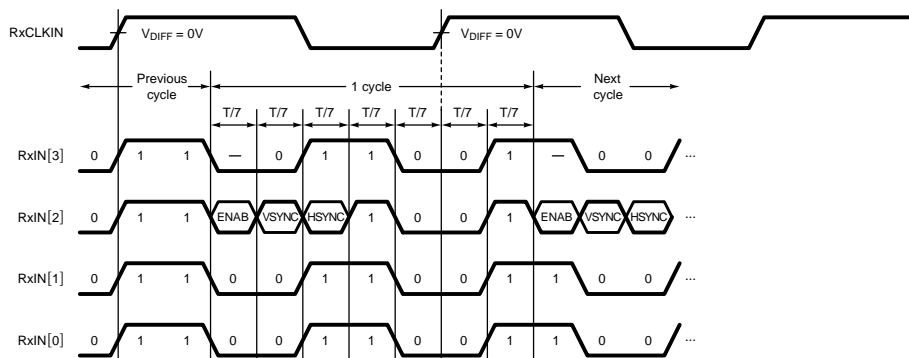 RxCLKIN VDIFF = 0V VDIFF = 0V
Previous cycle 1 cycle Next cycle
T/7 T/7 T/7 T/7 T/7 T/7 T/7
RxIN[3] 0 1 1 — 0 1 1 0 0 1 — 0 0 ...
RxIN[2] 0 1 1 ENAB VSYNC HSYNC 1 0 0 1 ENAB VSYNC HSYNC ...
RxIN[1] 0 1 1 0 0 1 1 0 0 1 1 0 0 ...
RxIN[0] 0 1 1 0 0 1 1 0 0 1 1 0 0 ...